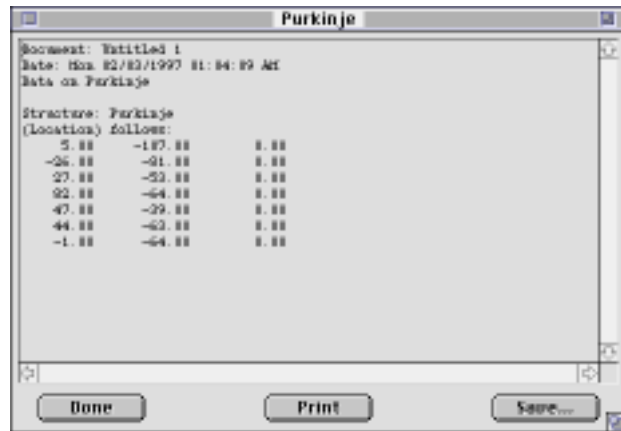 Purkinje
Document: Untitled 1
Date: Mon 02/03/1997 01:04:09 AM
Data on Purkinje
Structure: Purkinje
(Location) follows:
5.00 -107.00 0.00
-26.00 -81.00 0.00
27.00 -53.00 0.00
82.00 -64.00 0.00
47.00 -39.00 0.00
44.00 -63.00 0.00
-1.00 -64.00 0.00
Done Print Save...